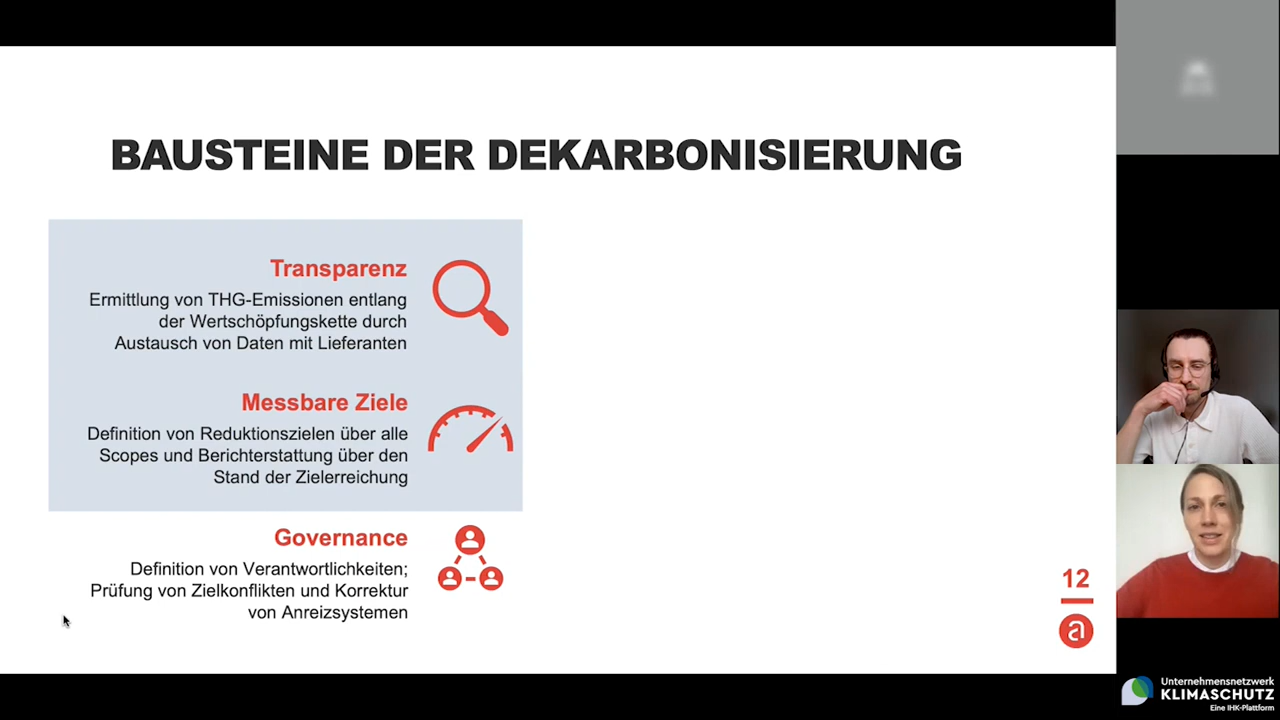 BAUSTEINE DER DEKARBONISIERUNG
Transparenz
Ermittlung von THG-Emissionen entlang
der Wertschöpfungskette durch
Austausch von Daten mit Lieferanten
Messbare Ziele
Definition von Reduktionszielen über alle
Scopes und Berichterstattung über den
Stand der Zielerreichung
Governance
Definition von Verantwortlichkeiten;
Prüfung von Zielkonflikten und Korrektur
von Anreizsystemen
12
a
Unternehmensnetzwerk
KLIMASCHUTZ
Eine IHK-Plattform